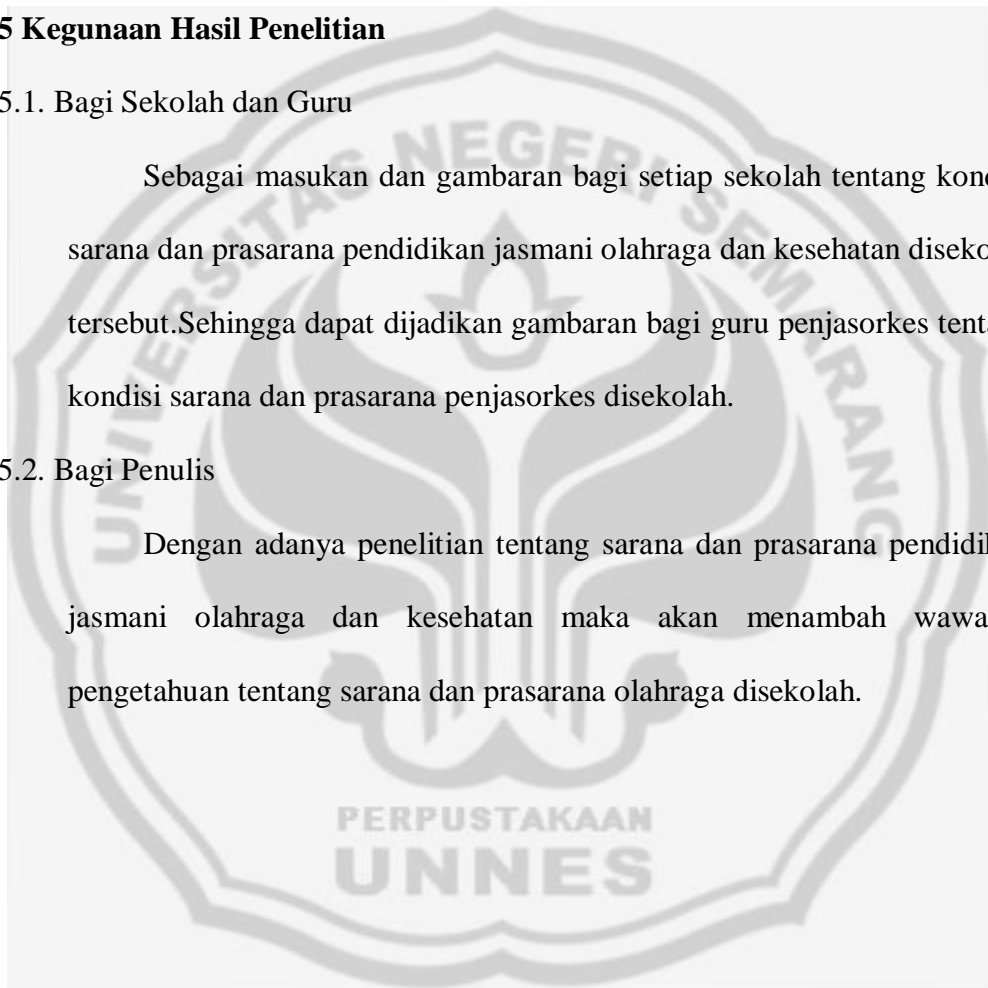 5 Kegunaan Hasil Penelitian
5.1. Bagi Sekolah dan Guru
Sebagai masukan dan gambaran bagi setiap sekolah tentang kond
sarana dan prasarana pendidikan jasmani olahraga dan kesehatan diseko
tersebut.Sehingga dapat dijadikan gambaran bagi guru penjasorkes tenta
kondisi sarana dan prasarana penjasorkes disekolah.
5.2. Bagi Penulis
Dengan adanya penelitian tentang sarana dan prasarana pendidik
jasmani olahraga dan kesehatan maka akan menambah wawa
pengetahuan tentang sarana dan prasarana olahraga disekolah.
UNIVERSITAS NEGERI SEMARANG
PERPUSTAKAAN
UNNES